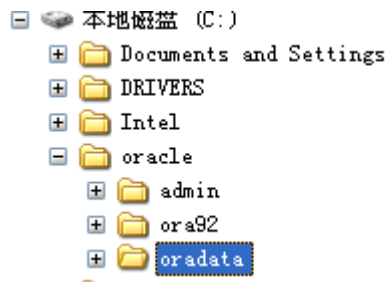 本地磁盘 (C:)
Documents and Settings
DRIVERS
Intel
oracle
admin
ora92
oradata